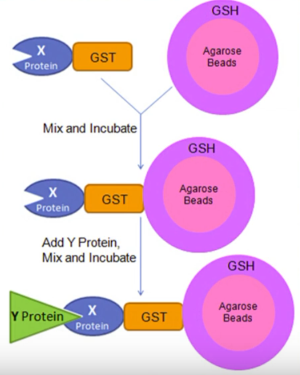 GSH
X
Protein
GST
Agarose
Beads
Mix and Incubate
GSH
X
Protein
GST
Agarose
Beads
Add Y Protein,
Mix and Incubate
GSH
Y Protein
X
Protein
GST
Agarose
Beads